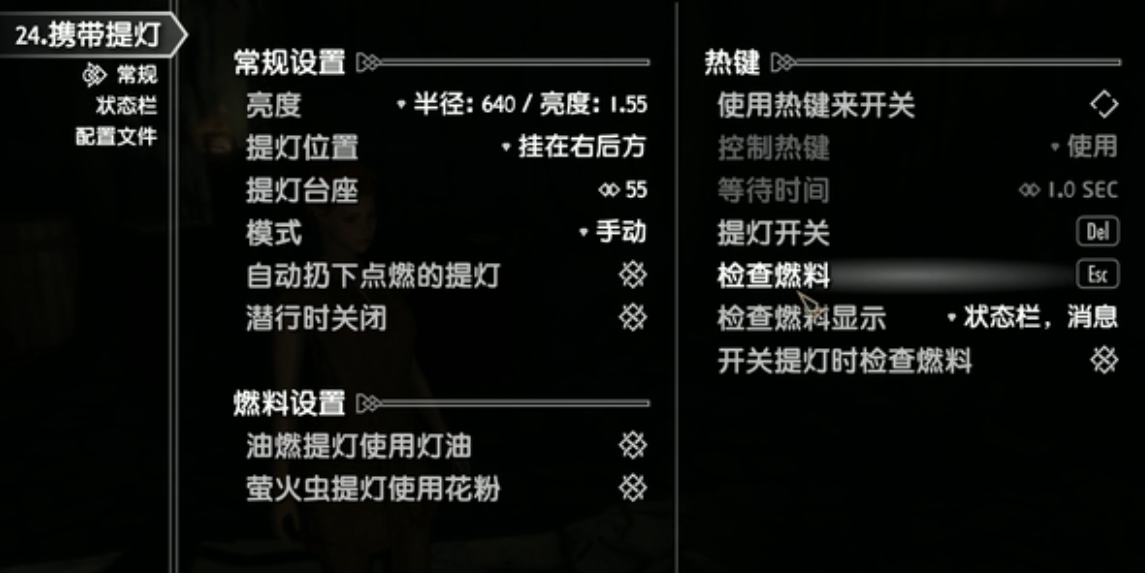 24.携带提灯
常规
状态栏
配置文件
常规设置
亮度 半径: 640 / 亮度: 1.55
提灯位置 挂在右后方
提灯台座 55
模式 手动
自动扔下点燃的提灯
潜行时关闭
燃料设置
油燃提灯使用灯油
萤火虫提灯使用花粉
热键
使用热键来开关
控制热键 使用
等待时间 1.0 SEC
提灯开关 Del
检查燃料 Esc
检查燃料显示 状态栏，消息
开关提灯时检查燃料